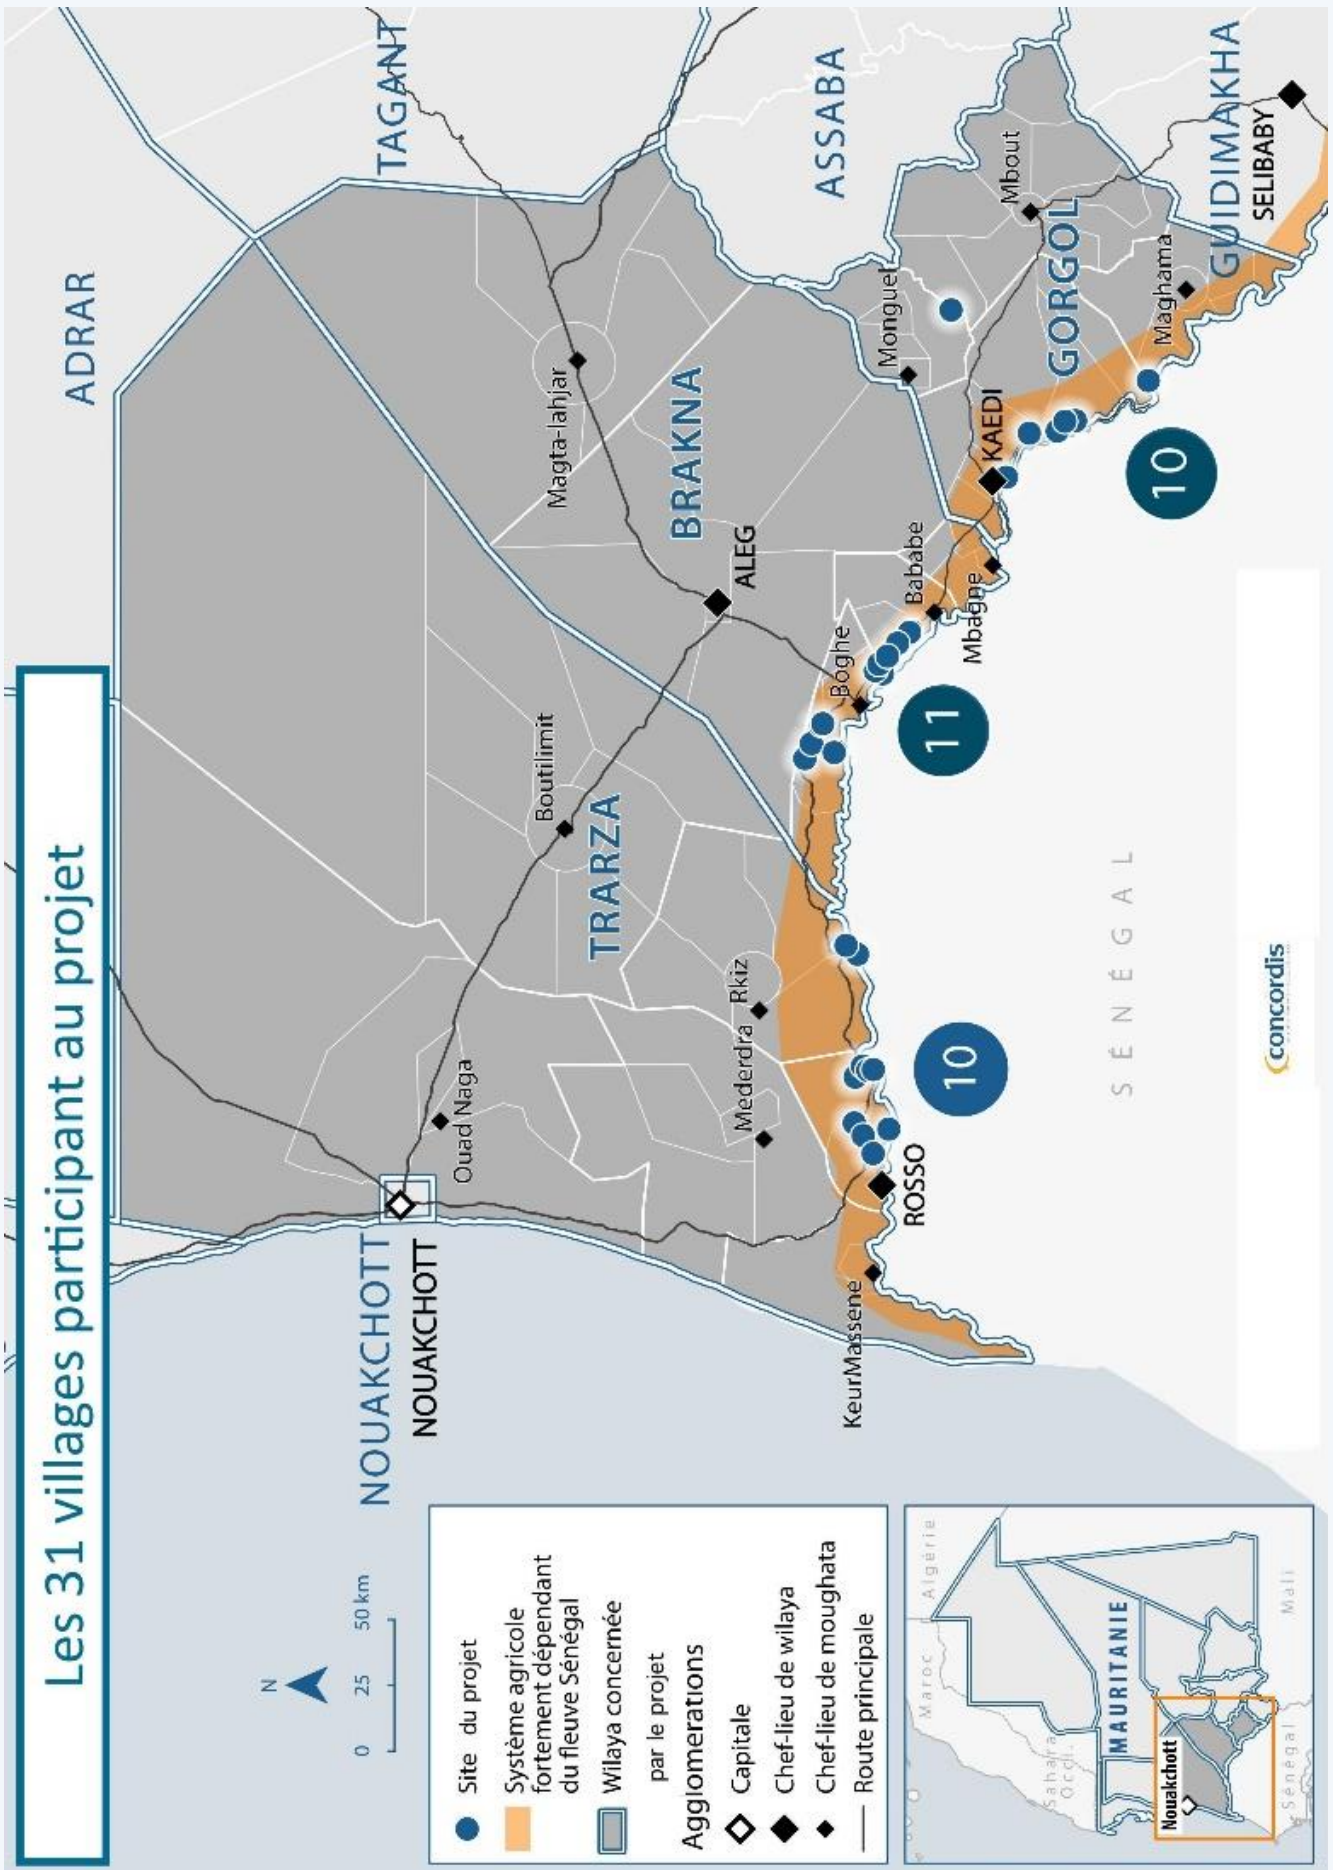 Les 31 villages participant au projet
ADRAR
TAGANT
ASSABA
GUIDIMAKHA
SELIBABY
NOUAKCHOTT
NOUAKCHOTT
Ouad Naga
Boutilimit
TRARZA
Mederdra
Rkiz
KeurMassene
ROSSO
10
Magta-lahjar
BRAKNA
ALEG
Boghe
Bababe
Mbagne
11
Monguel
Mbout
GORGOL
KAEDI
Maghama
10
SÉNÉGAL
concordis
N
0 25 50 km
Site du projet
Système agricole
fortement dépendant
du fleuve Sénégal
Wilaya concernée
par le projet
Agglomérations
Capitale
Chef-lieu de wilaya
Chef-lieu de moughata
Route principale
Maroc
Algérie
Sahara
Occi.
MAURITANIE
Nouakchott
Sénégal
Mali